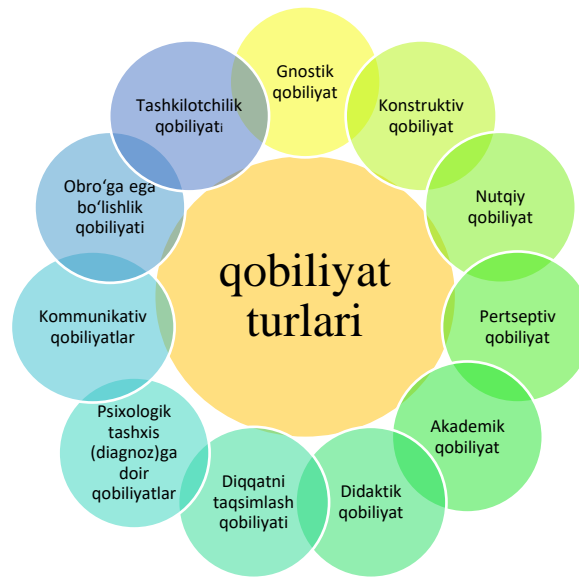 Gnostik
qobiliyat
Konstruktiv
qobiliyat
Nutqiy
qobiliyat
Pertseptiv
qobiliyat
Akademik
qobiliyat
Didaktik
qobiliyat
Diqqatni
taqsimlash
qobiliyati
Psixologik
tashxis
(diagnoz)ga
doir
qobiliyatlar
Kommunikativ
qobiliyatlar
Obro‘ga ega
bo‘lishlik
qobiliyati
Tashkilotchilik
qobiliyati
qobiliyat
turlari